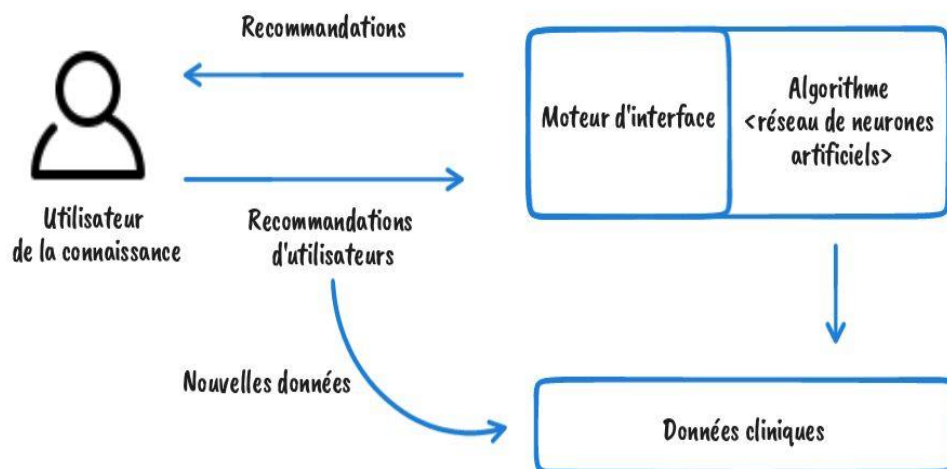 Recommandations
Moteur d'interface
Algorithme
<réseau de neurones
artificiels>
Utilisateur
de la connaissance
Recommandations
d'utilisateurs
Nouvelles données
Données cliniques